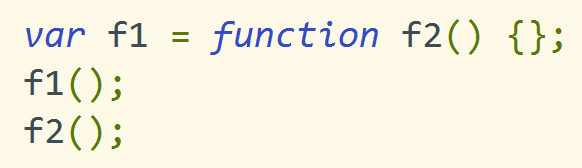 var f1 = function f2() {};
f1();
f2();